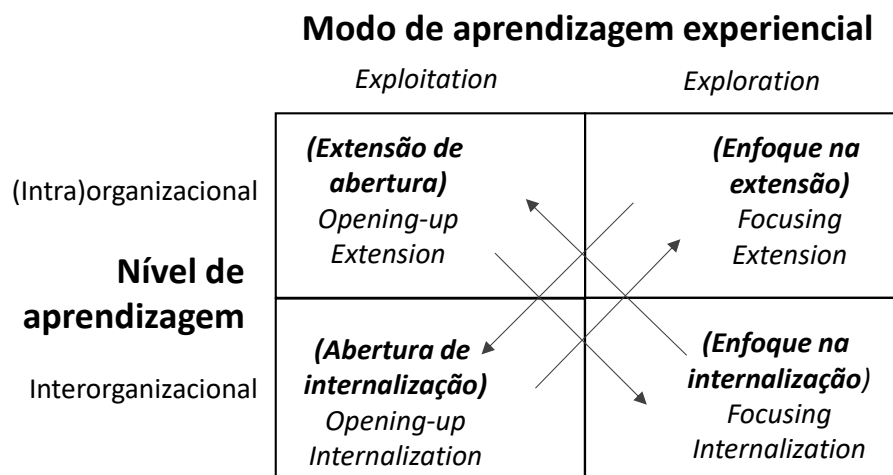 Modo de aprendizagem experiencial
Exploitation
Exploration
(Intra)organizacional
(Extensão de
abertura)
Opening-up
Extension
(Enfoque na
extensão)
Focusing
Extension
Nível de
aprendizagem
Interorganizacional
(Abertura de
internalização)
Opening-up
Internalization
(Enfoque na
internalização)
Focusing
Internalization